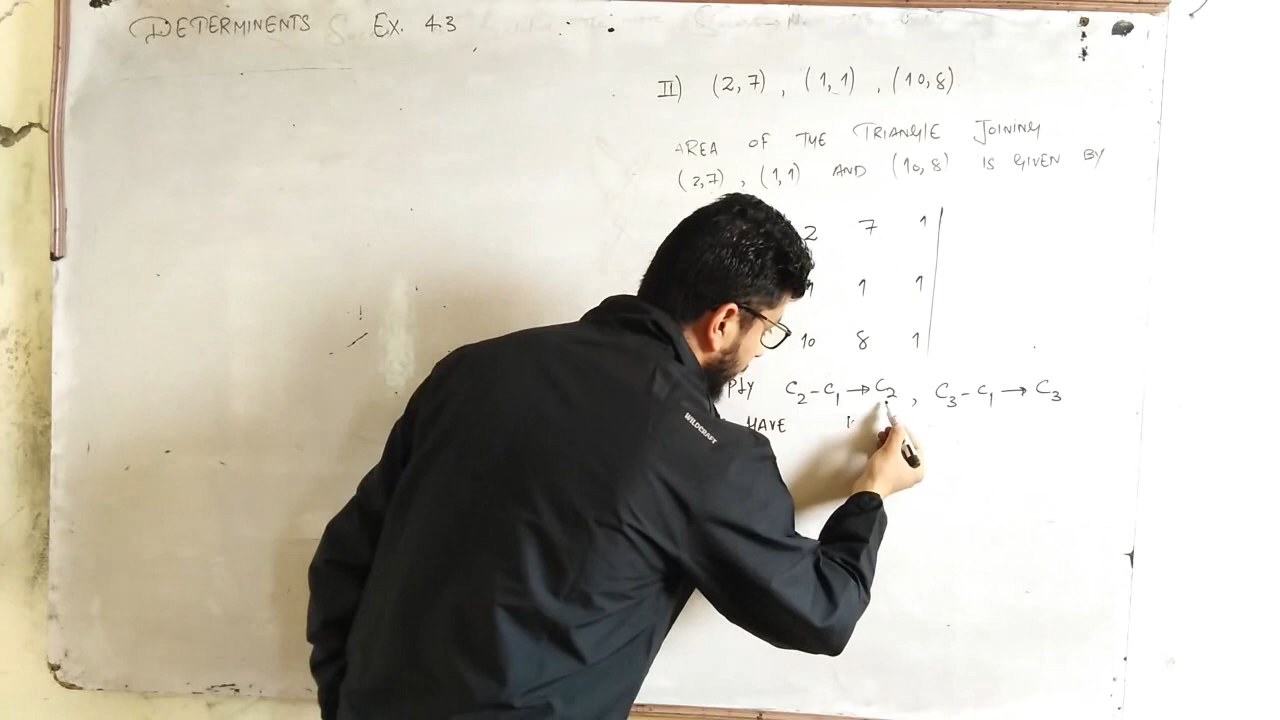 DETERMINENTS Ex. 4.3
II) (2,7) , (1,1) , (10,8)
AREA OF THE TRIANGLE JOINING
(2,7) , (1,1) AND (10,8) IS GIVEN BY
2 7 1
1 1 1
10 8 1
C₂-C₁→C₂ , C₃-C₁→C₃
HAVE
WILDCRAFT